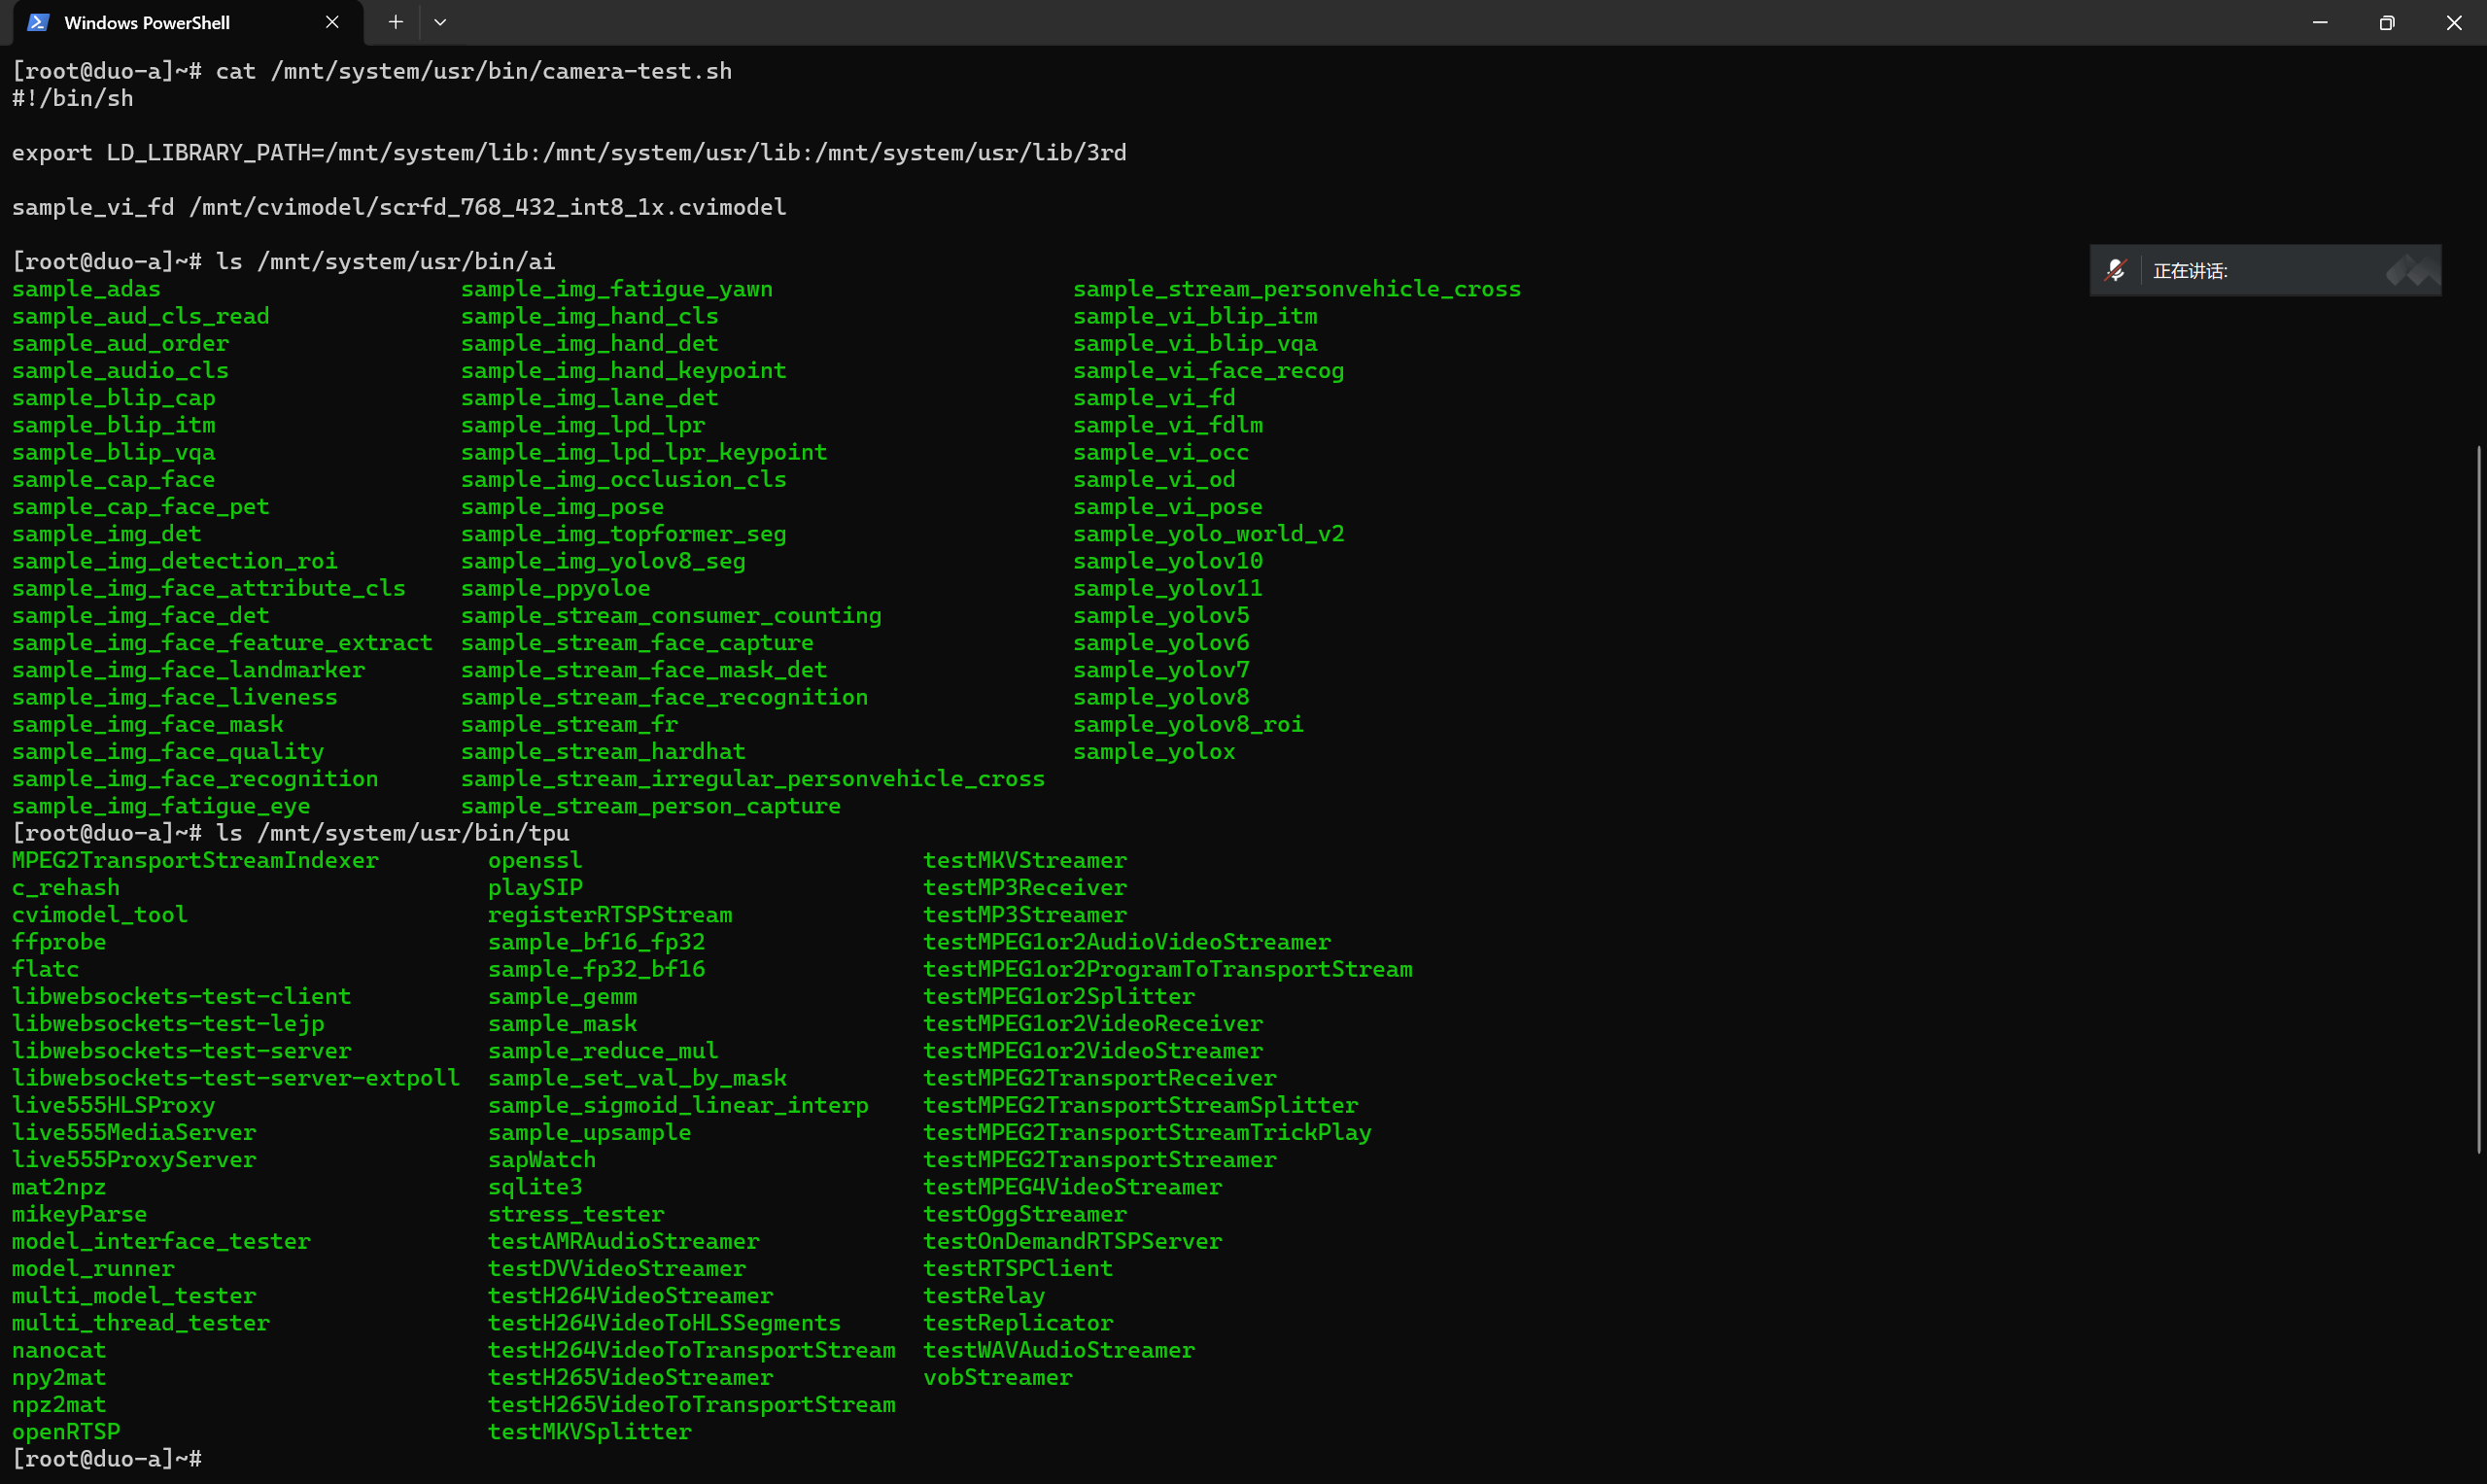 Windows PowerShell
[root@duo-a]~# cat /mnt/system/usr/bin/camera-test.sh
#!/bin/sh
export LD_LIBRARY_PATH=/mnt/system/lib:/mnt/system/usr/lib:/mnt/system/usr/lib/3rd
sample_vi_fd /mnt/cvimodel/scrfd_768_432_int8_1x.cvimodel
[root@duo-a]~# ls /mnt/system/usr/bin/ai
正在讲话:
sample_adas sample_img_fatigue_yawn sample_stream_personvehicle_cross
sample_aud_cls_read sample_img_hand_cls sample_vi_blip_itm
sample_aud_order sample_img_hand_det sample_vi_blip_vqa
sample_audio_cls sample_img_hand_keypoint sample_vi_face_recog
sample_blip_cap sample_img_lane_det sample_vi_fd
sample_blip_itm sample_img_lpd_lpr sample_vi_fdlm
sample_blip_vqa sample_img_lpd_lpr_keypoint sample_vi_occ
sample_cap_face sample_img_occlusion_cls sample_vi_od
sample_cap_face_pet sample_img_pose sample_vi_pose
sample_img_det sample_img_topformer_seg sample_yolo_world_v2
sample_img_detection_roi sample_img_yolov8_seg sample_yolov10
sample_img_face_attribute_cls sample_ppyoloe sample_yolov11
sample_img_face_det sample_stream_consumer_counting sample_yolov5
sample_img_face_feature_extract sample_stream_face_capture sample_yolov6
sample_img_face_landmarker sample_stream_face_mask_det sample_yolov7
sample_img_face_liveness sample_stream_face_recognition sample_yolov8
sample_img_face_mask sample_stream_fr sample_yolov8_roi
sample_img_face_quality sample_stream_hardhat sample_yolox
sample_img_face_recognition sample_stream_irregular_personvehicle_cross
sample_img_fatigue_eye sample_stream_person_capture
[root@duo-a]~# ls /mnt/system/usr/bin/tpu
MPEG2TransportStreamIndexer openssl testMKVStreamer
c_rehash playSIP testMP3Receiver
cvimodel_tool registerRTSPStream testMP3Streamer
ffprobe sample_bf16_fp32 testMPEG1or2AudioVideoStreamer
flatc sample_fp32_bf16 testMPEG1or2ProgramToTransportStream
libwebsockets-test-client sample_gemm testMPEG1or2Splitter
libwebsockets-test-lejp sample_mask testMPEG1or2VideoReceiver
libwebsockets-test-server sample_reduce_mul testMPEG1or2VideoStreamer
libwebsockets-test-server-extpoll sample_set_val_by_mask testMPEG2TransportReceiver
live555HLSProxy sample_sigmoid_linear_interp testMPEG2TransportStreamSplitter
live555MediaServer sample_upsample testMPEG2TransportStreamTrickPlay
live555ProxyServer sapWatch testMPEG2TransportStreamer
mat2npz sqlite3 testMPEG4VideoStreamer
mikeyParse stress_tester testOggStreamer
model_interface_tester testAMRAudioStreamer testOnDemandRTSPServer
model_runner testDVVideoStreamer testRTSPClient
multi_model_tester testH264VideoStreamer testRelay
multi_thread_tester testH264VideoToHLSSegments testReplicator
nanocat testH264VideoToTransportStream testWAVAudioStreamer
npy2mat testH265VideoStreamer vobStreamer
npz2mat testH265VideoToTransportStream
openRTSP testMKVSplitter
[root@duo-a]~#